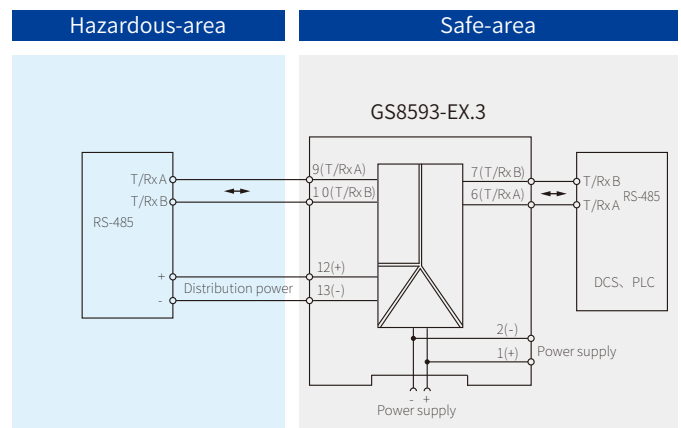 Hazardous-area
Safe-area
GS8593-EX.3
T/RxA
T/RxB
RS-485
+
Distribution power
-
9(T/RxA)
10(T/RxB)
12(+)
13(-)
7(T/RxB)
6(T/RxA)
2(-)
1(+)
Power supply
- +
Power supply
T/RxB
RS-485
T/RxA
DCS、PLC